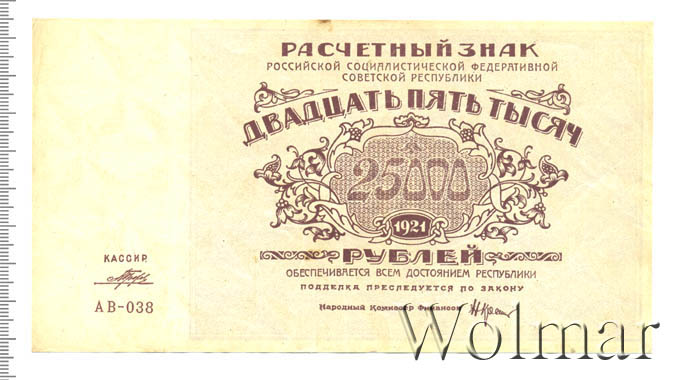 РАСЧЕТНЫЙ ЗНАК
РОССИЙСКОЙ СОЦИАЛИСТИЧЕСКОЙ ФЕДЕРАТИВНОЙ
СОВЕТСКОЙ РЕСПУБЛИКИ
ДВАДЦАТЬ ПЯТЬ ТЫСЯЧ
25000
1921
РУБЛЕЙ
ОБЕСПЕЧИВАЕТСЯ ВСЕМ ДОСТОЯНИЕМ РЕСПУБЛИКИ
ПОДДЕЛКА ПРЕСЛЕДУЕТСЯ ПО ЗАКОНУ
Народный Комиссар Финансов
КАССИР
АВ-038
Wolmar